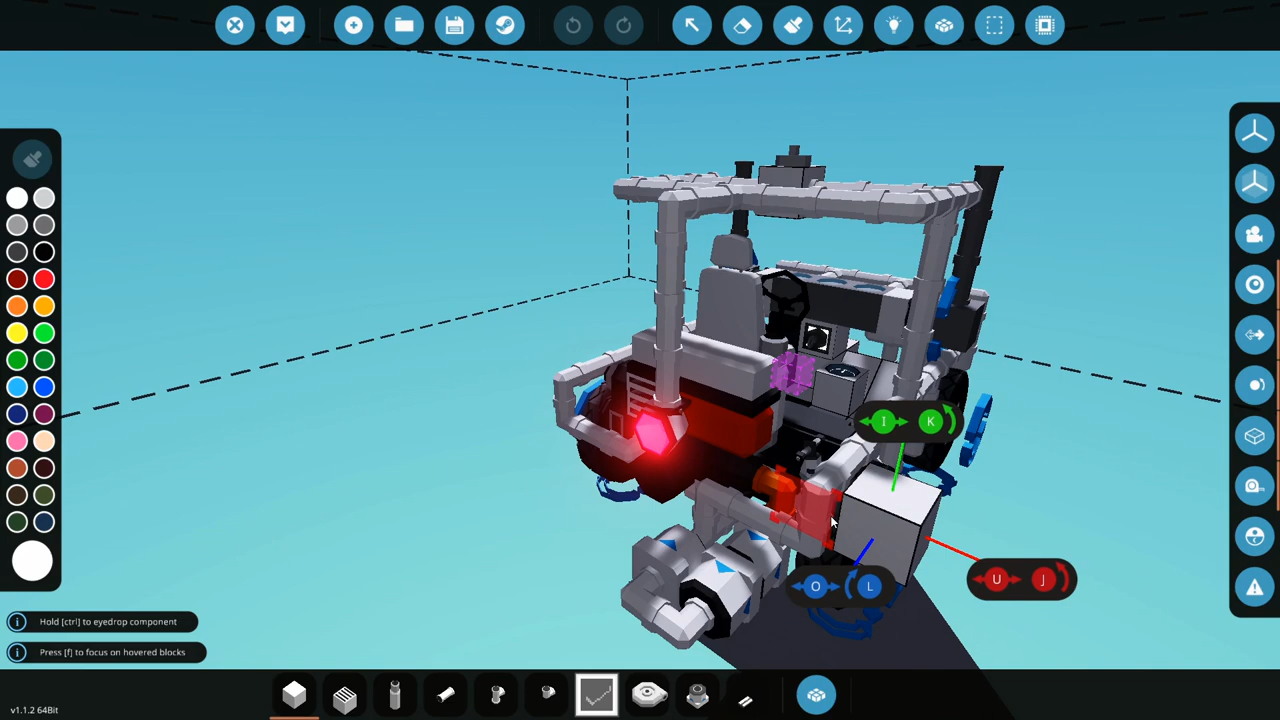 I K
O L
U J
Hold [ctrl] to eyedrop component
Press [f] to focus on hovered blocks
v1.1.2 64Bit